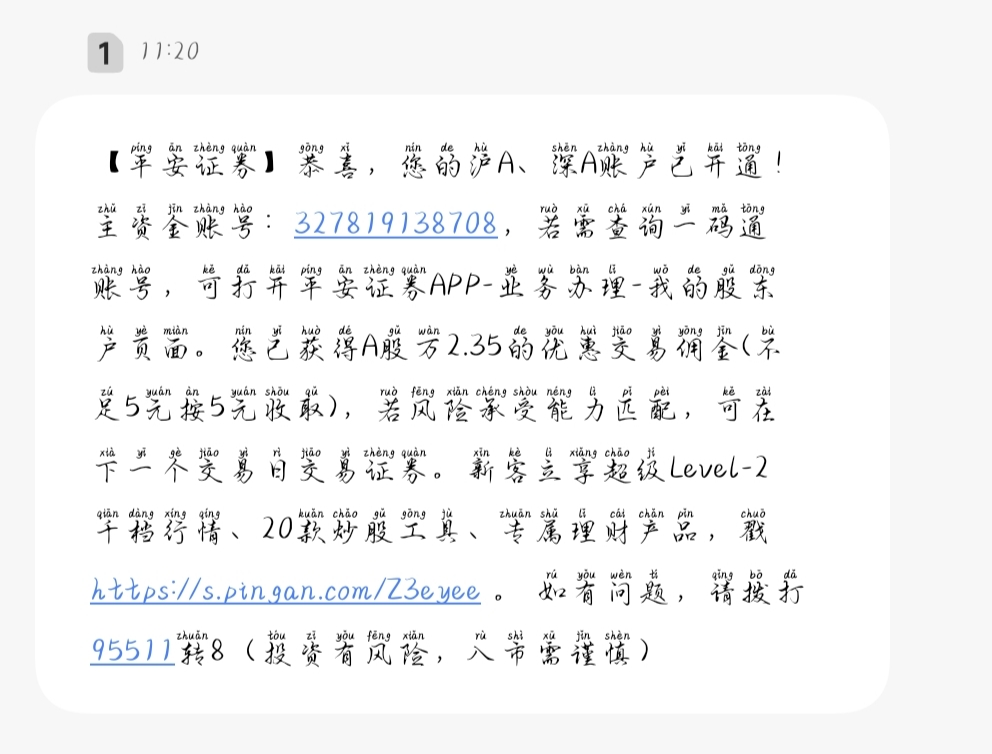 1 11:20
【平安证券】恭喜，您的沪A、深A账户已开通！
主资金账号：327819138708，若需查询一码通
账号，可打开平安证券APP-业务办理-我的股东
户页面。您已获得A股万2.35的优惠交易佣金(不
足5元按5元收取)，若风险承受能力匹配，可在
下一个交易日交易证券。新客立享超级Level-2
千档行情、20款炒股工具、专属理财产品，戳
https://s.pingan.com/Z3eyee 。如有问题，请拨打
95511转8（投资有风险，入市需谨慎）